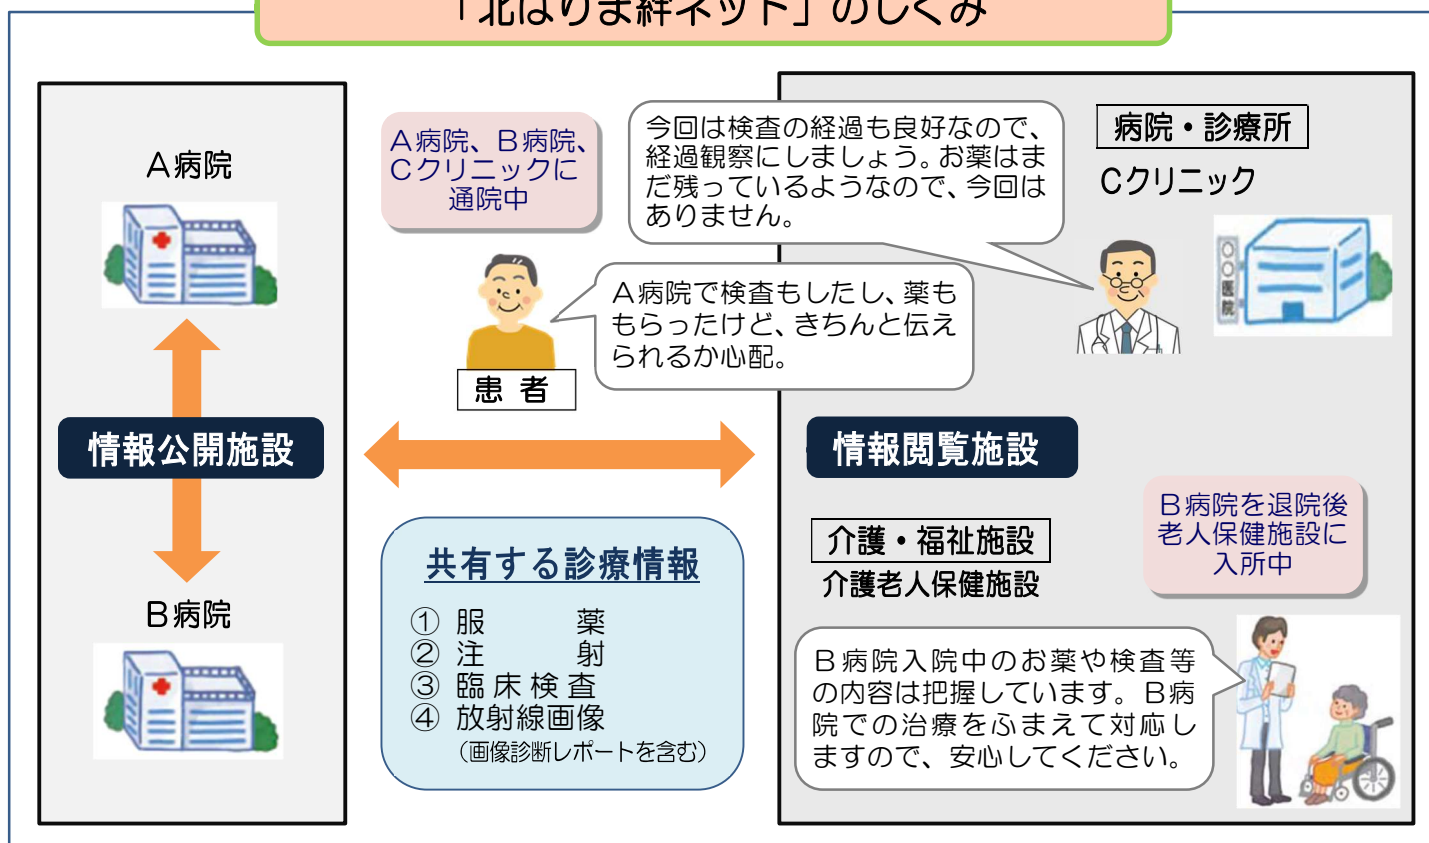 「北はりま絆ネット」のしくみ
A病院
情報公開施設
B病院
A病院、B病院、
Cクリニックに
通院中
今回は検査の経過も良好なので、
経過観察にしましょう。お薬はま
だ残っているようなので、今回は
ありません。
A病院で検査もしたし、薬も
もらったけど、きちんと伝え
られるか心配。
患者
共有する診療情報
① 服 薬
② 注 射
③ 臨床検査
④ 放射線画像
(画像診断レポートを含む)
病院・診療所
Cクリニック
○○医院
情報閲覧施設
介護・福祉施設
介護老人保健施設
B病院を退院後
老人保健施設に
入所中
B病院入院中のお薬や検査等
の内容は把握しています。B病
院での治療をふまえて対応し
ますので、安心してください。